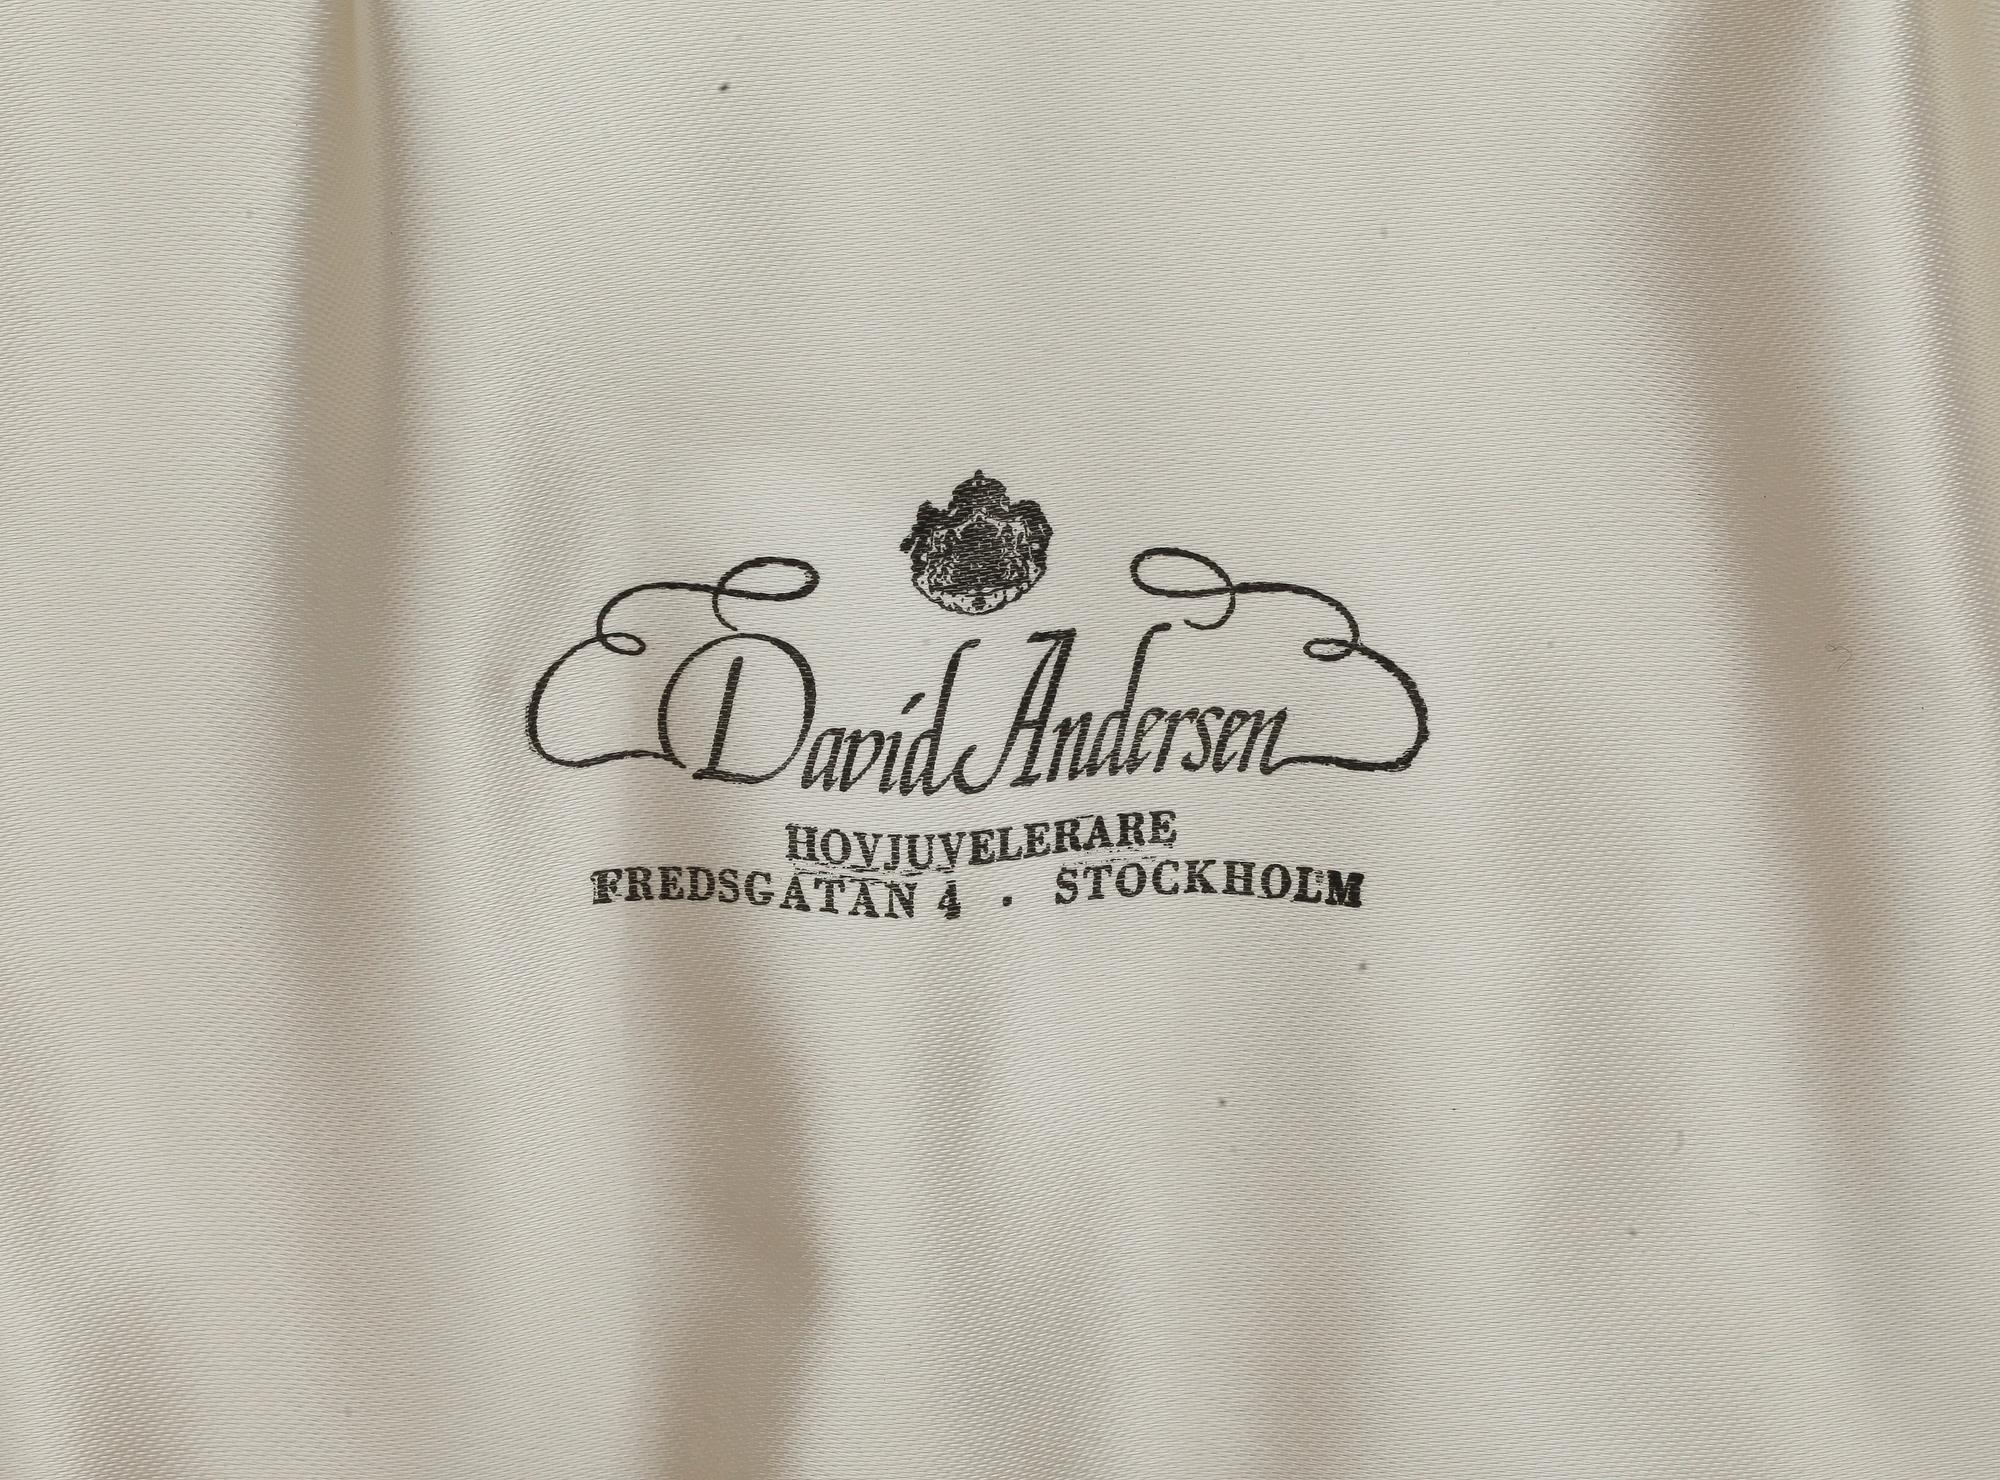 David Andersen
HOVJUVELERARE
FREDSGATAN 4 · STOCKHOLM